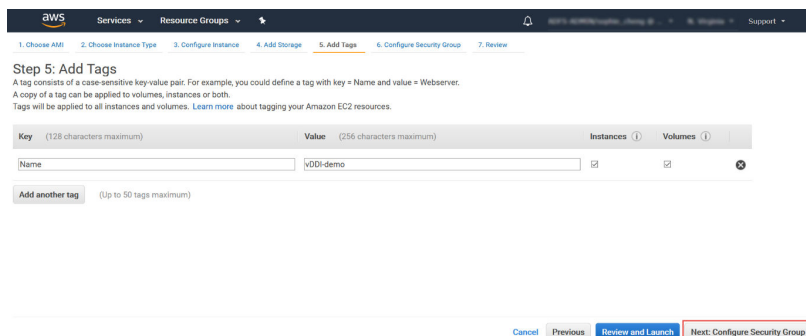 aws Services Resource Groups Support
1. Choose AMI 2. Choose Instance Type 3. Configure Instance 4. Add Storage 5. Add Tags 6. Configure Security Group 7. Review
Step 5: Add Tags
A tag consists of a case-sensitive key-value pair. For example, you could define a tag with key = Name and value = Webserver.
A copy of a tag can be applied to volumes, instances or both.
Tags will be applied to all instances and volumes. Learn more about tagging your Amazon EC2 resources.
Key (128 characters maximum) Value (256 characters maximum) Instances Volumes
Name vDDI-demo
Add another tag (Up to 50 tags maximum)
Cancel Previous Review and Launch Next: Configure Security Group